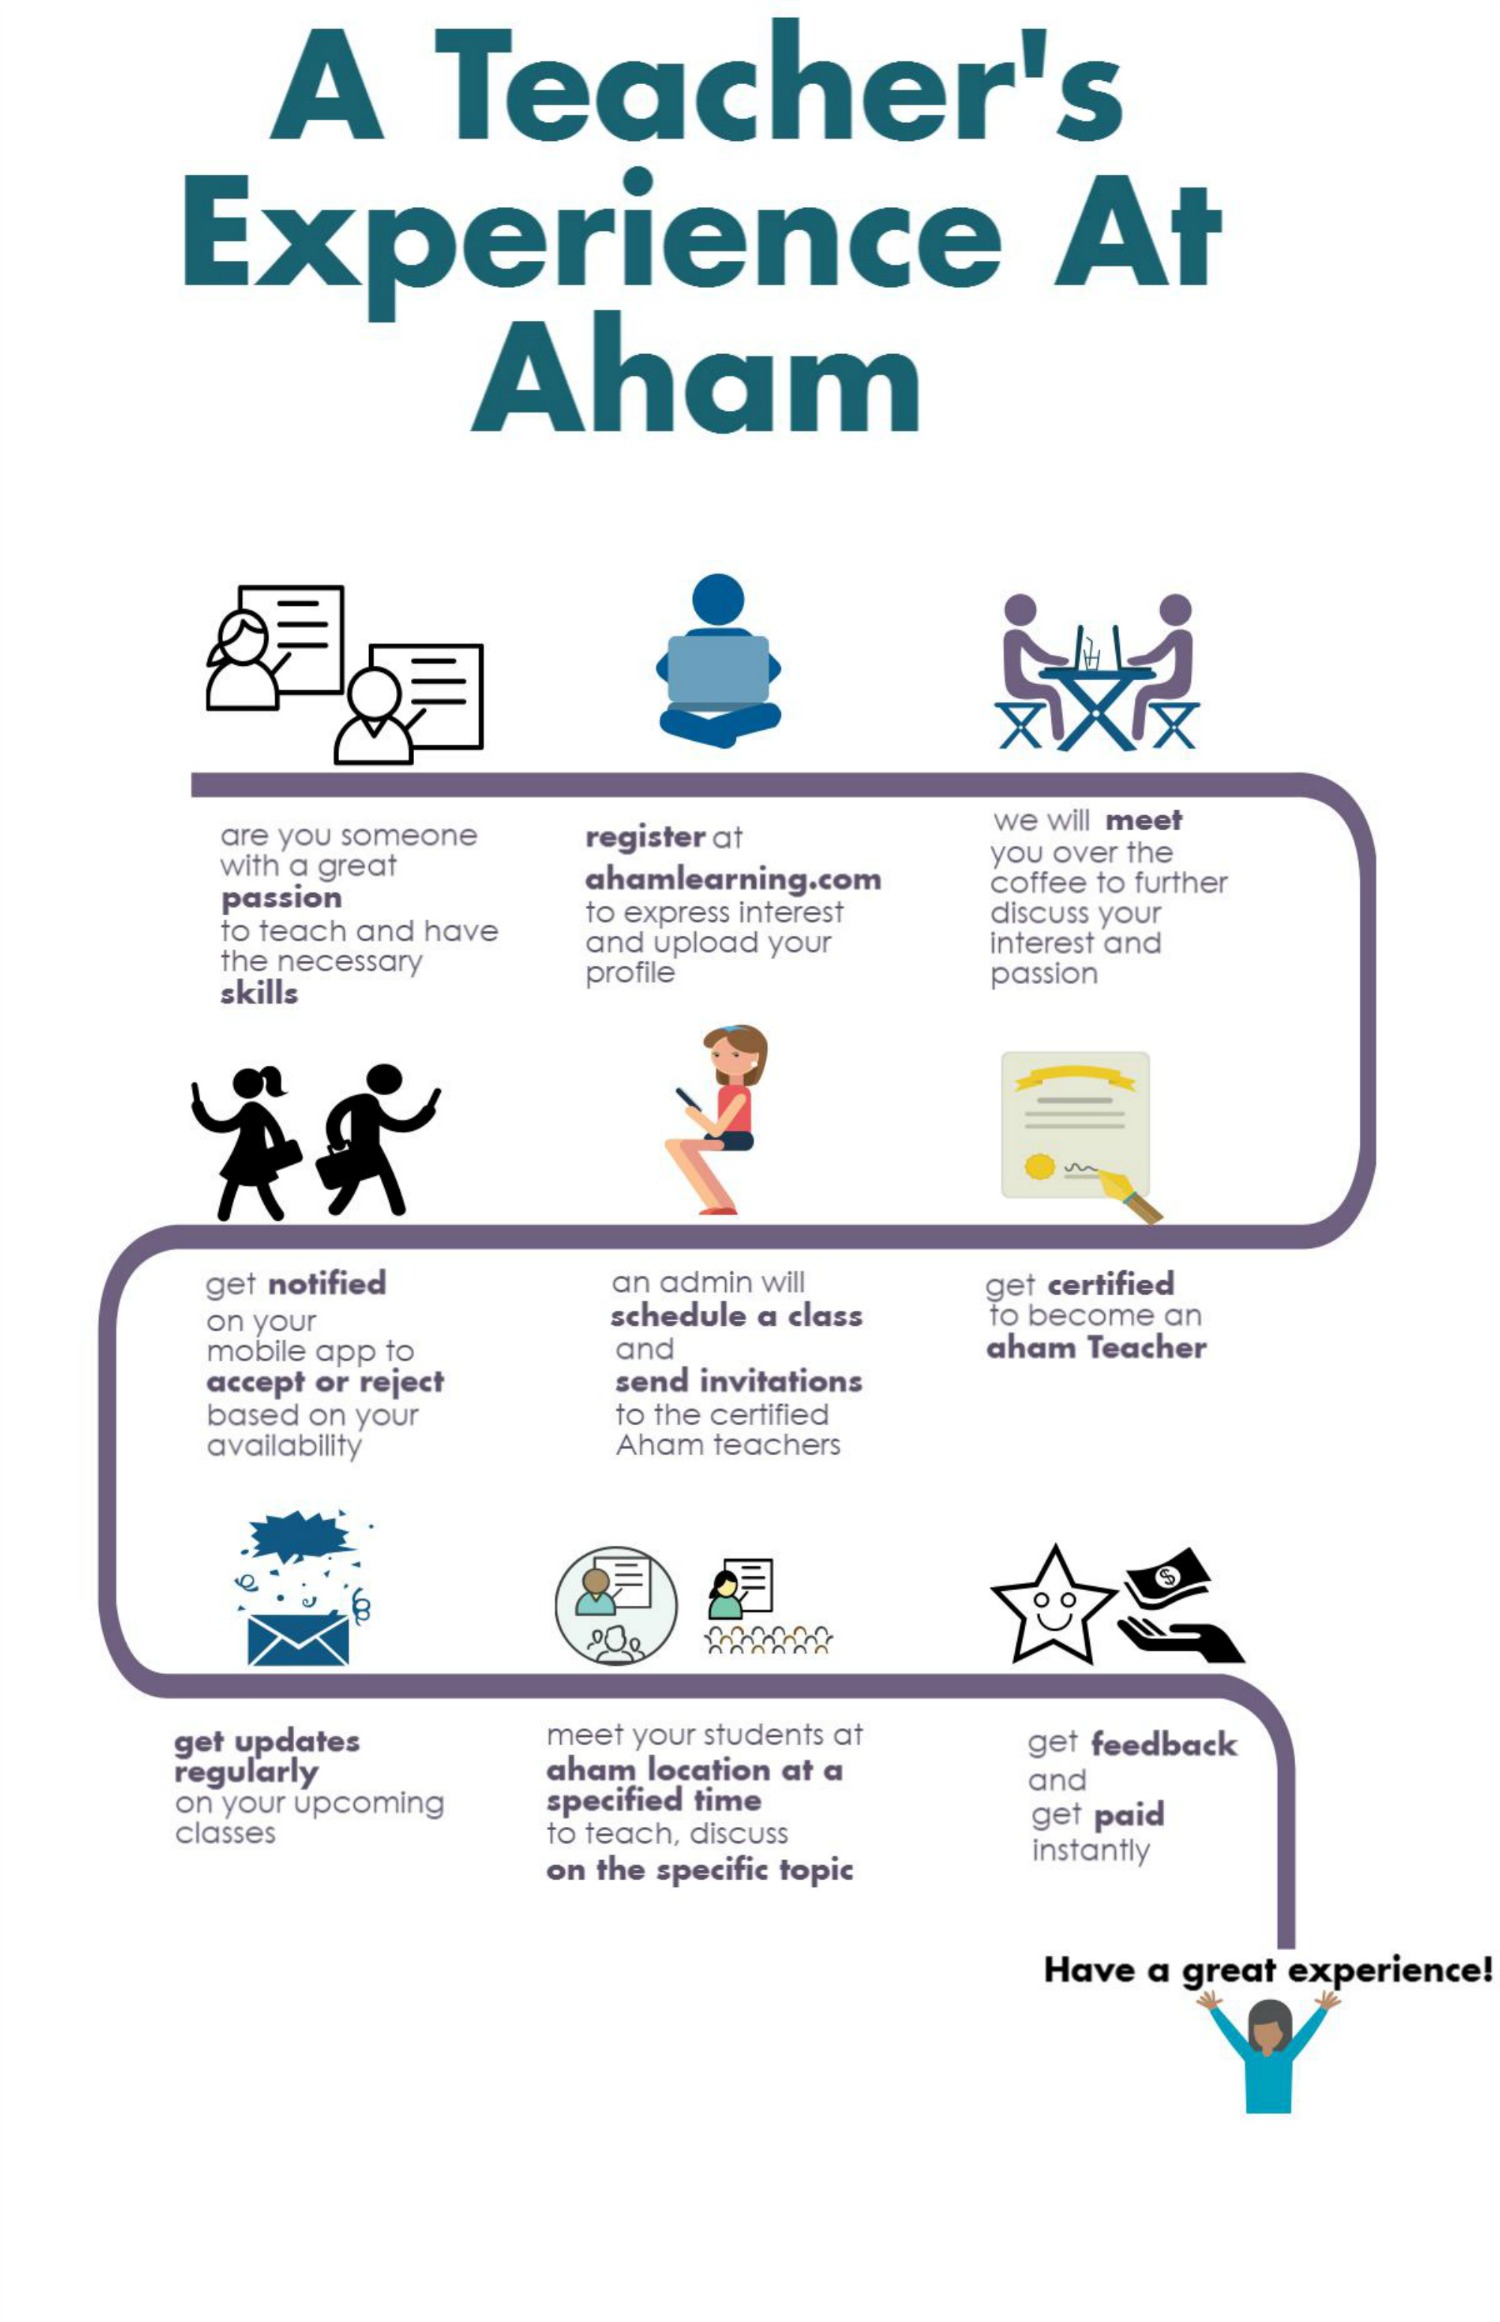 A Teacher's
Experience At
Aham
are you someone
with a great
passion
to teach and have
the necessary
skills
register at
ahamlearning.com
to express interest
and upload your
profile
we will meet
you over the
coffee to further
discuss your
interest and
passion
get certified
to become an
aham Teacher
an admin will
schedule a class
and
send invitations
to the certified
Aham teachers
get notified
on your
mobile app to
accept or reject
based on your
availability
get updates
regularly
on your upcoming
classes
meet your students at
aham location at a
specified time
to teach, discuss
on the specific topic
get feedback
and
get paid
instantly
Have a great experience!